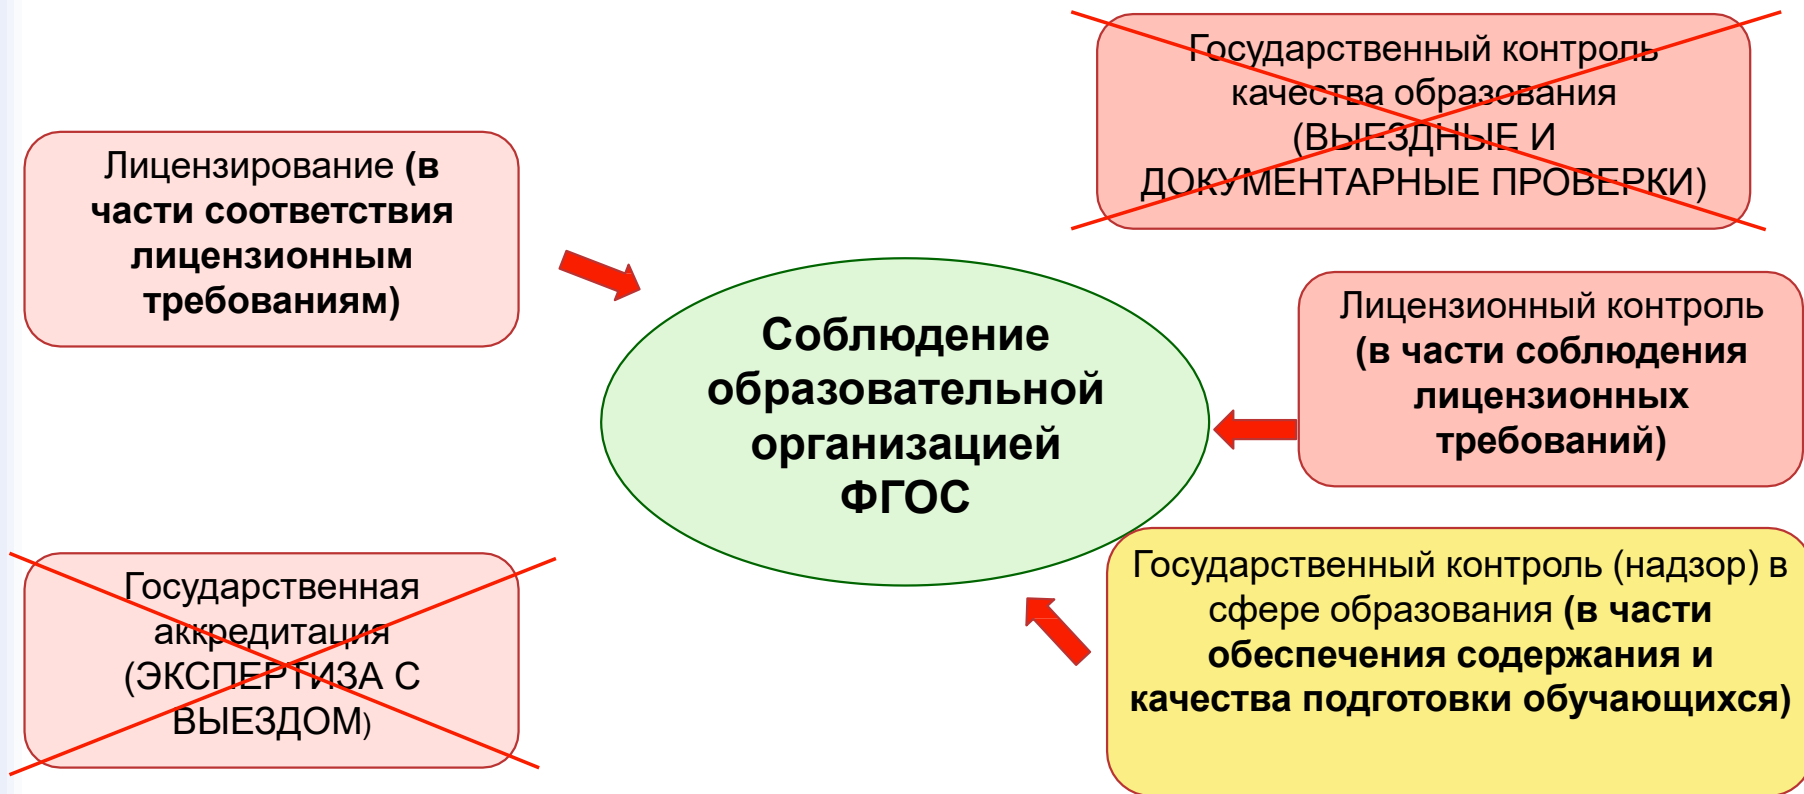 Государственный контроль
качества образования
(ВЫЕЗДНЫЕ И
ДОКУМЕНТАРНЫЕ ПРОВЕРКИ)
Лицензирование (в
части соответствия
лицензионным
требованиям)
Соблюдение
образовательной
организацией
ФГОС
Лицензионный контроль
(в части соблюдения
лицензионных
требований)
Государственная
аккредитация
(ЭКСПЕРТИЗА С
ВЫЕЗДОМ)
Государственный контроль (надзор) в
сфере образования (в части
обеспечения содержания и
качества подготовки обучающихся)